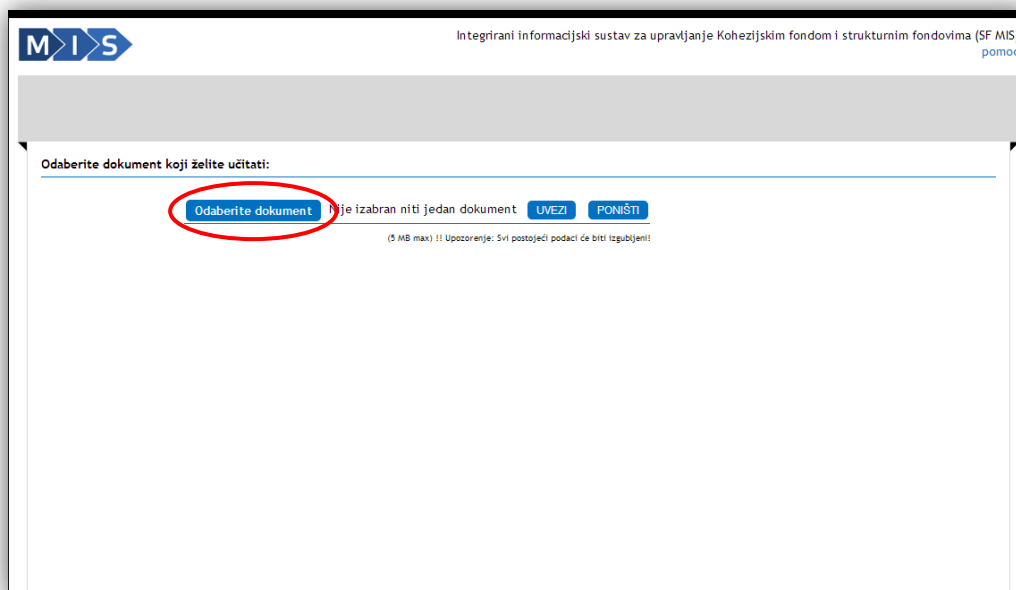 M I S
Integrirani informacijski sustav za upravljanje Kohezijskim fondom i strukturnim fondovima (SF MIS)
pomoć
Odaberite dokument koji želite učitati:
Odaberite dokument Nije izabran niti jedan dokument UVEZI PONIŠTI
(5 MB max) !! Upozorenje: Svi postojeći podaci će biti izgubljeni!